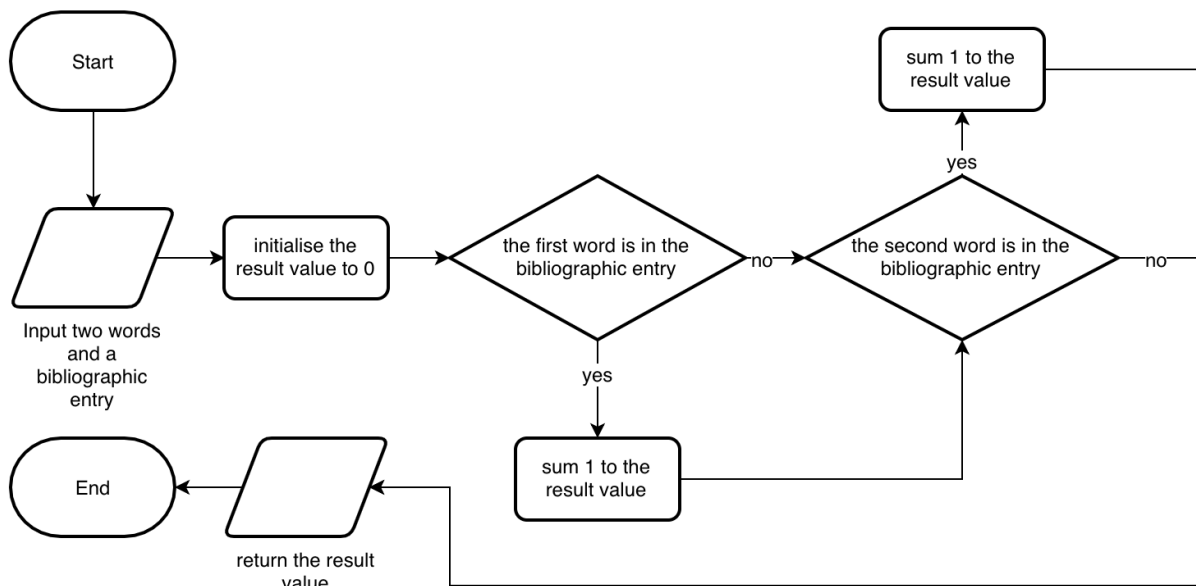 Start
Input two words
and a
bibliographic
entry
initialise the
result value to 0
the first word is in the
bibliographic entry
no
yes
sum 1 to the
result value
the second word is in the
bibliographic entry
yes
no
sum 1 to the
result value
return the result
value
End